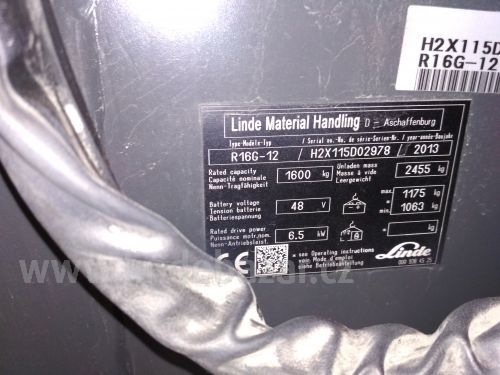 H2X115D
R16G-12
Linde Material Handling D - Aschaffenburg
Type-Modele-Typ / Serial no.-No. de série-Serien-Nr. / year-année-Baujahr
R16G-12 / H2X115D02978 / 2013
Rated capacity
Capacité nominale
Nenn-Tragfähigkeit
1600 kg
Unladen mass
Masse à vide
Leergewicht
2455 kg
Battery voltage
Tension batterie
Batteriespannung
48 V
max. 1175 kg
min. 1063 kg
Rated drive power
Puissance motr.nom.
Nenn-Antriebsleist.
6.5 kW
* see Operating instructions
voir Mode d'emploi
siehe Betriebsanleitung
CE
Linde